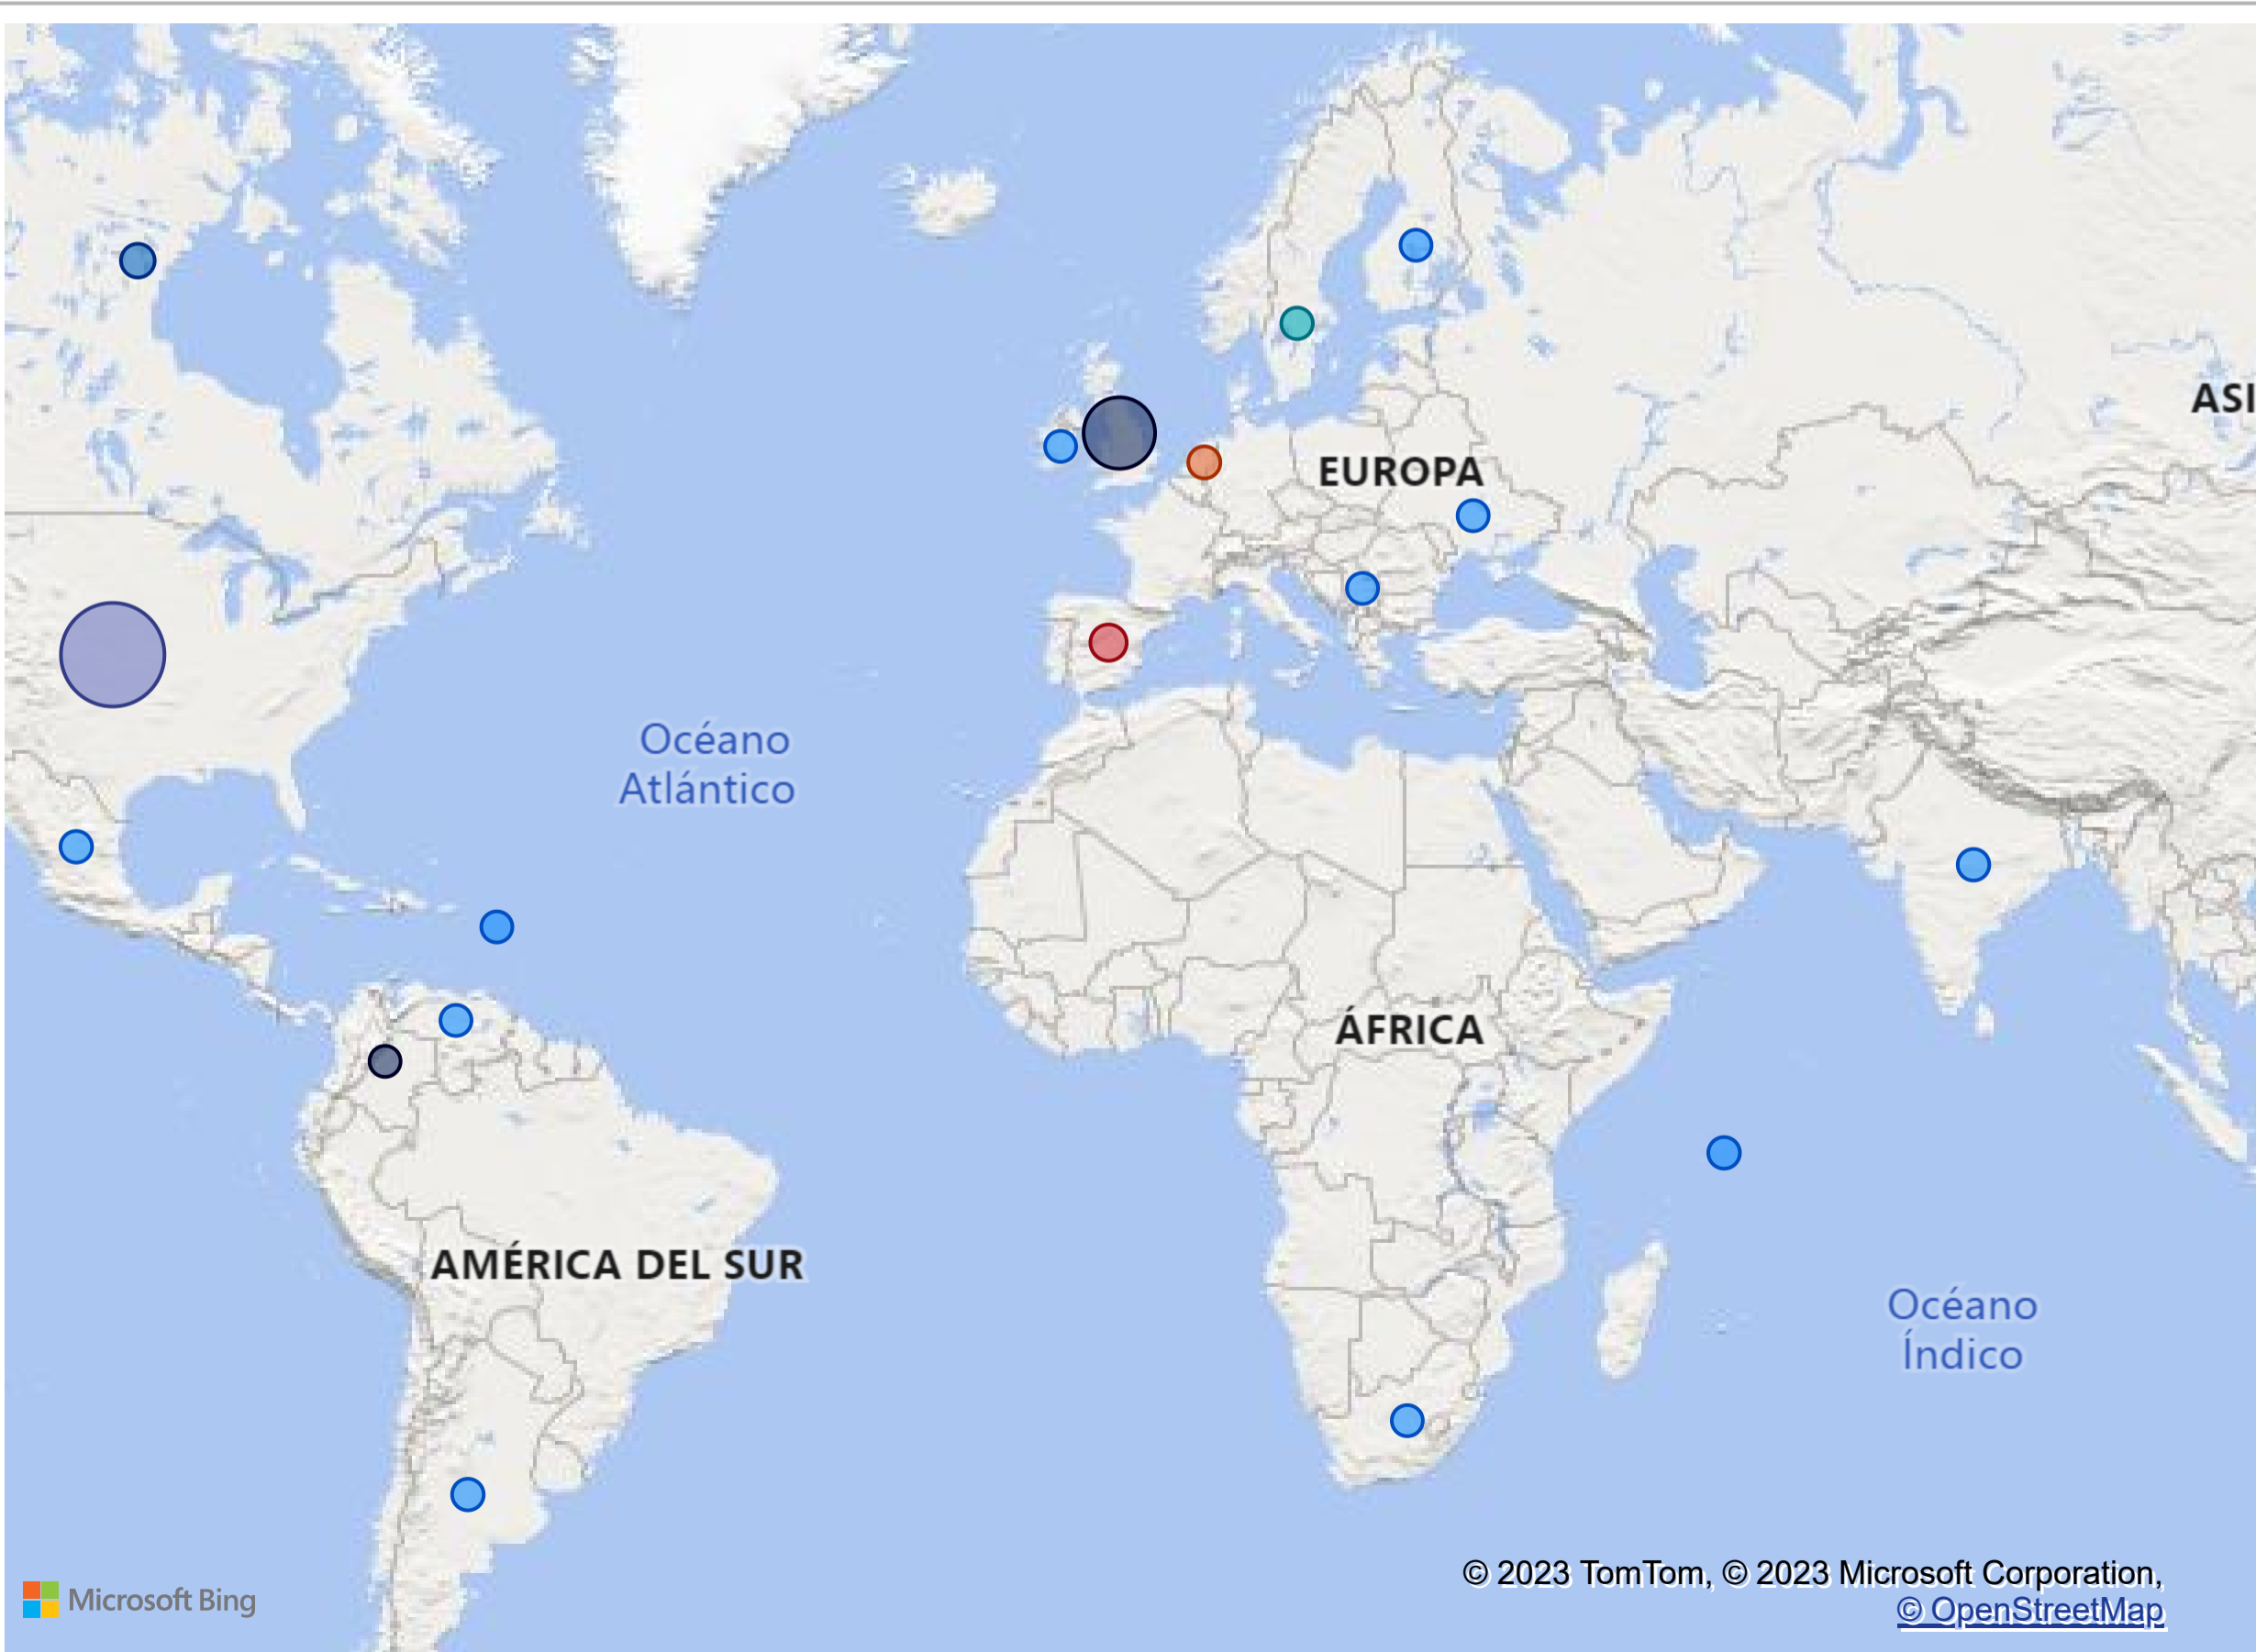 ASI
EUROPA
Océano
Atlántico
ÁFRICA
AMÉRICA DEL SUR
Océano
Índico
© 2023 TomTom, © 2023 Microsoft Corporation,
© OpenStreetMap
Microsoft Bing